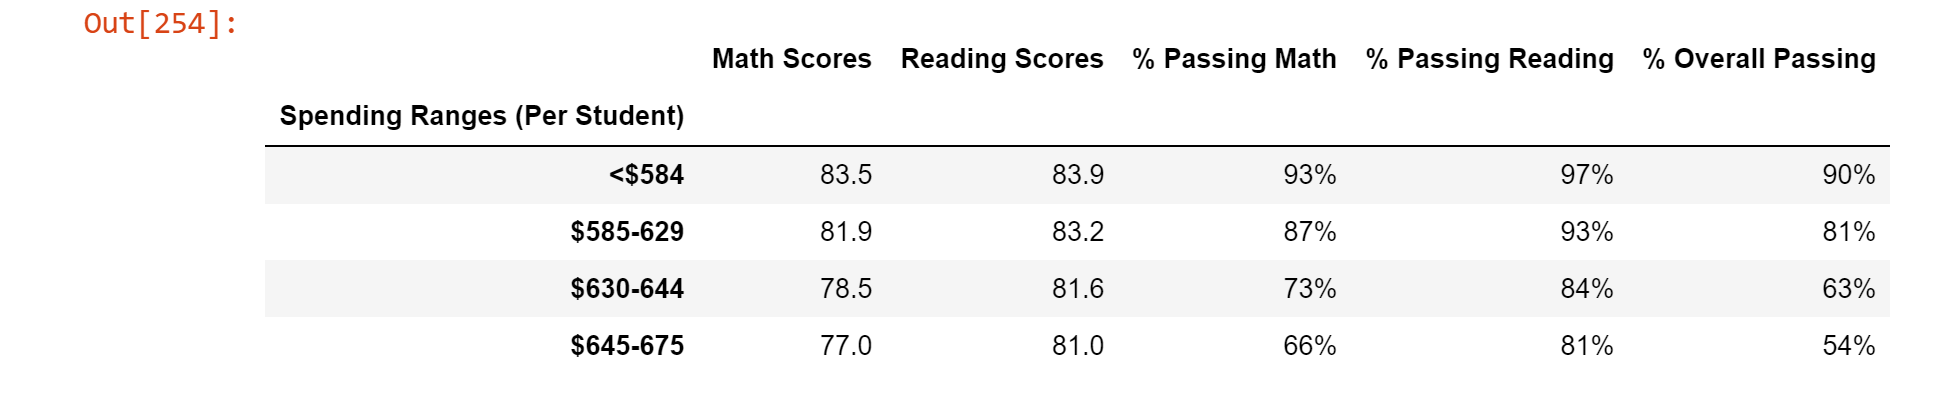 Out[254]:
Math Scores Reading Scores % Passing Math % Passing Reading % Overall Passing
Spending Ranges (Per Student)
<$584 83.5 83.9 93% 97% 90%
$585-629 81.9 83.2 87% 93% 81%
$630-644 78.5 81.6 73% 84% 63%
$645-675 77.0 81.0 66% 81% 54%